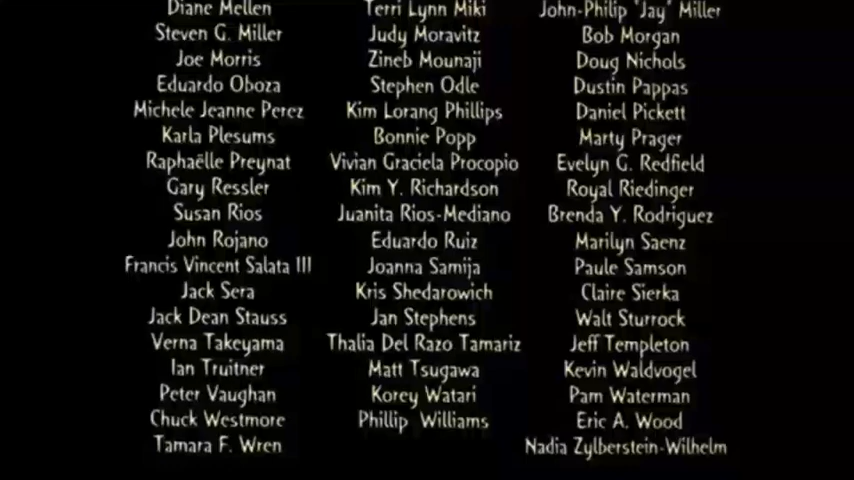 Diane Mellen Terri Lynn Miki John-Philip "Jay" Miller
Steven G. Miller Judy Moravitz Bob Morgan
Joe Morris Zineb Mounaji Doug Nichols
Eduardo Oboza Stephen Odle Dustin Pappas
Michele Jeanne Perez Kim Lorang Phillips Daniel Pickett
Karla Plesums Bonnie Popp Marty Prager
Raphaëlle Preynat Vivian Graciela Procopio Evelyn G. Redfield
Gary Ressler Kim Y. Richardson Royal Riedinger
Susan Rios Juanita Rios-Mediano Brenda Y. Rodriguez
John Rojano Eduardo Ruiz Marilyn Saenz
Francis Vincent Salata III Joanna Samija Paule Samson
Jack Sera Kris Shedarowich Claire Sierka
Jack Dean Stauss Jan Stephens Walt Sturrock
Verna Takeyama Thalia Del Razo Tamariz Jeff Templeton
Ian Truitner Matt Tsugawa Kevin Waldvogel
Peter Vaughan Korey Watari Pam Waterman
Chuck Westmore Phillip Williams Eric A. Wood
Tamara F. Wren Nadia Zylberstein-Wilhelm